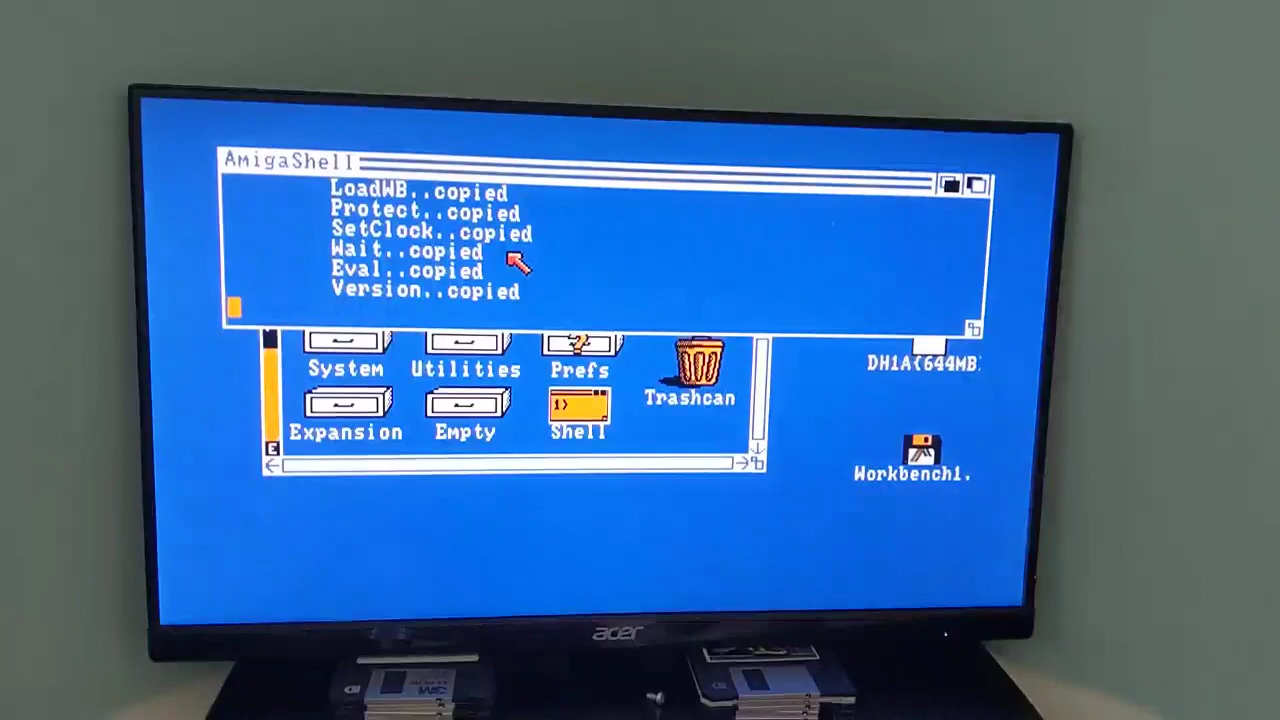 AmigaShell
LoadWB..copied
Protect..copied
SetClock..copied
Wait..copied
Eval..copied
Version..copied
System Utilities Prefs
Trashcan
DH1A(644MB
Expansion Empty Shell
1>
Workbench1.
acer